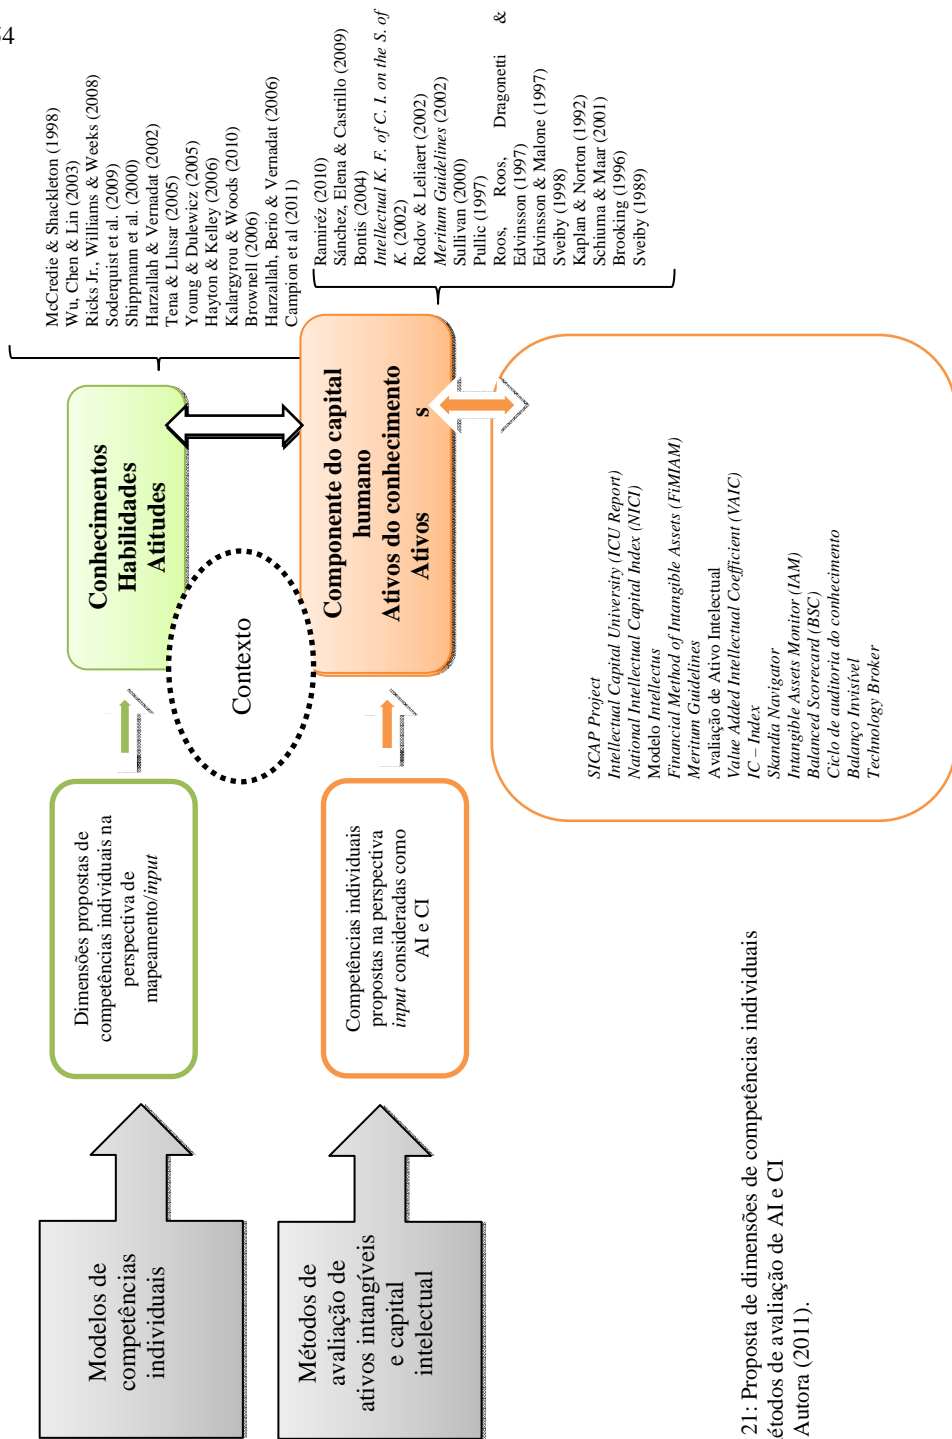 64
Modelos de
competências
individuais
Métodos de
avaliação de
ativos intangíveis
e capital
intelectual
Dimensões propostas de
competências individuais na
perspectiva de
mapeamento/input
Competências individuais
propostas na perspectiva
input consideradas como
AI e CI
Contexto
Conhecimentos
Habilidades
Atitudes
Componente do capital
humano
Ativos do conhecimento
Ativos
s
McCredie & Shackleton (1998)
Wu, Chen & Lin (2003)
Ricks Jr., Williams & Weeks (2008)
Soderquist et al. (2009)
Shippmann et al. (2000)
Harzallah & Vernadat (2002)
Tena & Llusar (2005)
Young & Dulewicz (2005)
Hayton & Kelley (2006)
Kalargyrou & Woods (2010)
Brownell (2006)
Harzallah, Berio & Vernadat (2006)
Campion et al (2011)
Ramiréz (2010)
Sánchez, Elena & Castrillo (2009)
Bontis (2004)
Intellectual K. F. of C. I. on the S. of
K. (2002)
Rodov & Leliaert (2002)
Meritum Guidelines (2002)
Sullivan (2000)
Pullic (1997)
Roos, Roos, Dragonetti &
Edvinsson (1997)
Edvinsson & Malone (1997)
Sveiby (1998)
Kaplan & Norton (1992)
Schiuma & Maar (2001)
Brooking (1996)
Sveiby (1989)
SICAP Project
Intellectual Capital University (ICU Report)
National Intellectual Capital Index (NICI)
Modelo Intellectus
Financial Method of Intangible Assets (FiMIAM)
Meritum Guidelines
Avaliação de Ativo Intelectual
Value Added Intellectual Coefficient (VAIC)
IC – Index
Skandia Navigator
Intangible Assets Monitor (IAM)
Balanced Scorecard (BSC)
Ciclo de auditoria do conhecimento
Balanço Invisível
Technology Broker
21: Proposta de dimensões de competências individuais
étodos de avaliação de AI e CI
Autora (2011).